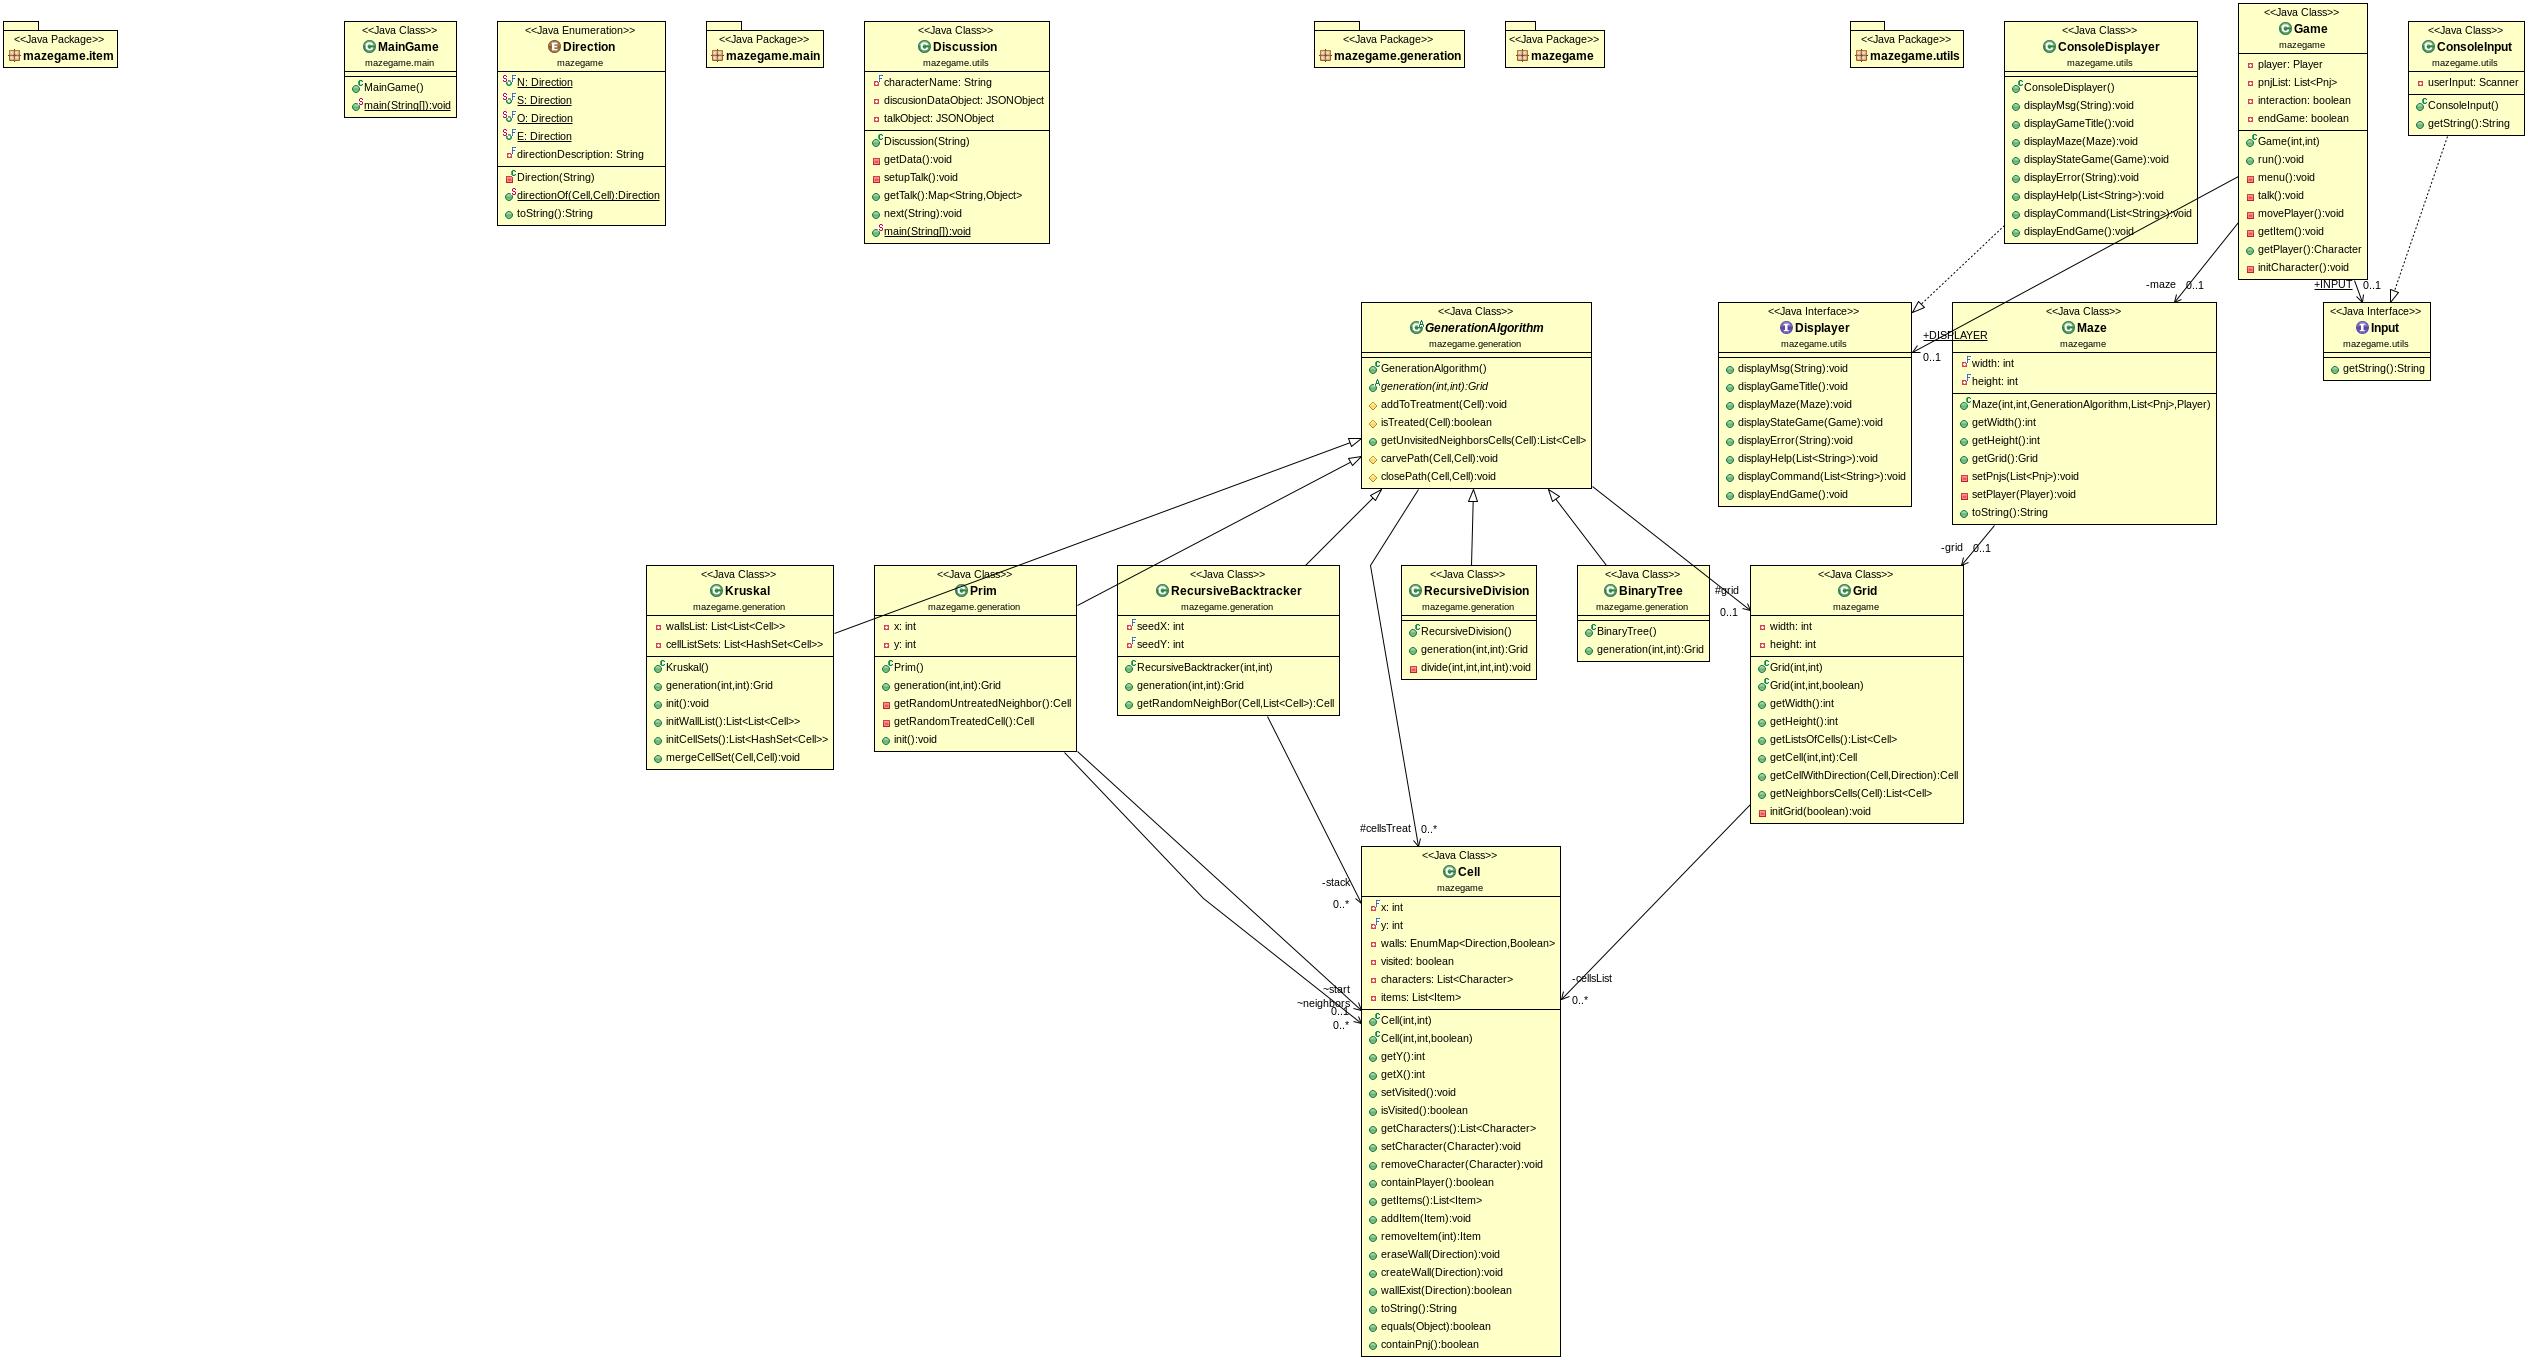 <<Java Package>>
mazegame.item
<<Java Class>>
MainGame
mazegame.main
MainGame()
main(String[]):void
<<Java Enumeration>>
Direction
mazegame
N: Direction
S: Direction
O: Direction
E: Direction
directionDescription: String
Direction(String)
directionOf(Cell,Cell):Direction
toString():String
<<Java Package>>
mazegame.main
<<Java Class>>
Discussion
mazegame.utils
characterName: String
discusionDataObject: JSONObject
talkObject: JSONObject
Discussion(String)
getData():void
setupTalk():void
getTalk():Map<String,Object>
next(String):void
main(String[]):void
<<Java Package>>
mazegame.generation
<<Java Package>>
mazegame
<<Java Package>>
mazegame.utils
<<Java Class>>
ConsoleDisplayer
mazegame.utils
ConsoleDisplayer()
displayMsg(String):void
displayGameTitle():void
displayMaze(Maze):void
displayStateGame(Game):void
displayError(String):void
displayHelp(List<String>):void
displayCommand(List<String>):void
displayEndGame():void
<<Java Class>>
Game
mazegame
player: Player
pnjList: List<Pnj>
interaction: boolean
endGame: boolean
Game(int,int)
run():void
menu():void
talk():void
movePlayer():void
getItem():void
getPlayer():Character
initCharacter():void
<<Java Class>>
ConsoleInput
mazegame.utils
userInput: Scanner
ConsoleInput()
getString():String
-maze
0..1
+INPUT
0..1
<<Java Class>>
GenerationAlgorithm
mazegame.generation
GenerationAlgorithm()
generation(int,int):Grid
addToTreatment(Cell):void
isTreated(Cell):boolean
getUnvisitedNeighborsCells(Cell):List<Cell>
carvePath(Cell,Cell):void
closePath(Cell,Cell):void
<<Java Interface>>
Displayer
mazegame.utils
displayMsg(String):void
displayGameTitle():void
displayMaze(Maze):void
displayStateGame(Game):void
displayError(String):void
displayHelp(List<String>):void
displayCommand(List<String>):void
displayEndGame():void
+DISPLAYER
0..1
<<Java Class>>
Maze
mazegame
width: int
height: int
Maze(int,int,GenerationAlgorithm,List<Pnj>,Player)
getWidth():int
getHeight():int
getGrid():Grid
setPnjs(List<Pnj>):void
setPlayer(Player):void
toString():String
<<Java Interface>>
Input
mazegame.utils
getString():String
-grid
0..1
<<Java Class>>
Kruskal
mazegame.generation
wallsList: List<List<Cell>>
cellListSets: List<HashSet<Cell>>
Kruskal()
generation(int,int):Grid
init():void
initWallList():List<List<Cell>>
initCellSets():List<HashSet<Cell>>
mergeCellSet(Cell,Cell):void
<<Java Class>>
Prim
mazegame.generation
x: int
y: int
Prim()
generation(int,int):Grid
getRandomUntreatedNeighbor():Cell
getRandomTreatedCell():Cell
init():void
<<Java Class>>
RecursiveBacktracker
mazegame.generation
seedX: int
seedY: int
RecursiveBacktracker(int,int)
generation(int,int):Grid
getRandomNeighBor(Cell,List<Cell>):Cell
<<Java Class>>
RecursiveDivision
mazegame.generation
RecursiveDivision()
generation(int,int):Grid
divide(int,int,int,int):void
<<Java Class>>
BinaryTree
mazegame.generation
BinaryTree()
generation(int,int):Grid
#grid
0..1
<<Java Class>>
Grid
mazegame
width: int
height: int
Grid(int,int)
Grid(int,int,boolean)
getWidth():int
getHeight():int
getListsOfCells():List<Cell>
getCell(int,int):Cell
getCellWithDirection(Cell,Direction):Cell
getNeighborsCells(Cell):List<Cell>
initGrid(boolean):void
#cellsTreat
0..*
-stack
0..*
~start
~neighbors
0..1
0..*
-cellsList
0..*
<<Java Class>>
Cell
mazegame
x: int
y: int
walls: EnumMap<Direction,Boolean>
visited: boolean
characters: List<Character>
items: List<Item>
Cell(int,int)
Cell(int,int,boolean)
getY():int
getX():int
setVisited():void
isVisited():boolean
getCharacters():List<Character>
setCharacter(Character):void
removeCharacter(Character):void
containPlayer():boolean
getItems():List<Item>
addItem(Item):void
removeItem(int):Item
eraseWall(Direction):void
createWall(Direction):void
wallExist(Direction):boolean
toString():String
equals(Object):boolean
containPnj():boolean